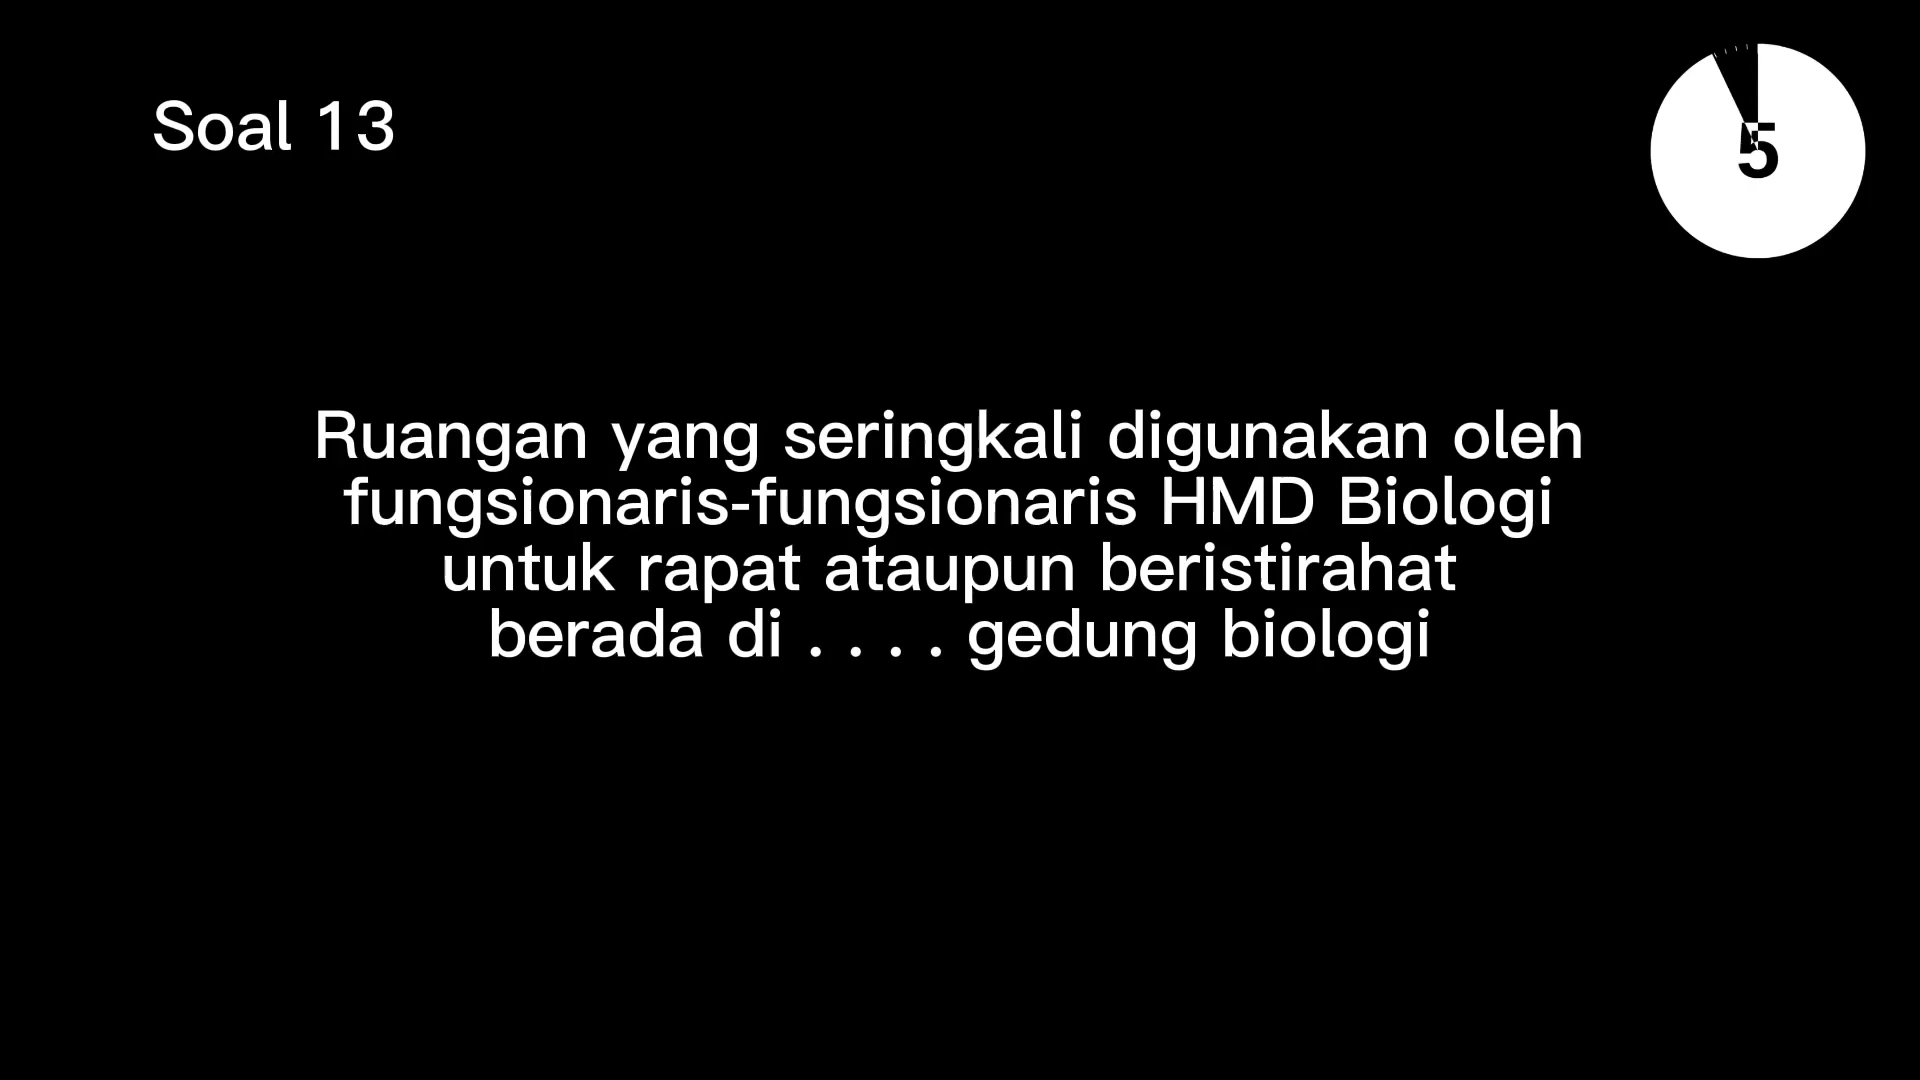 Soal 13
5
Ruangan yang seringkali digunakan oleh
fungsionaris-fungsionaris HMD Biologi
untuk rapat ataupun beristirahat
berada di . . . . gedung biologi